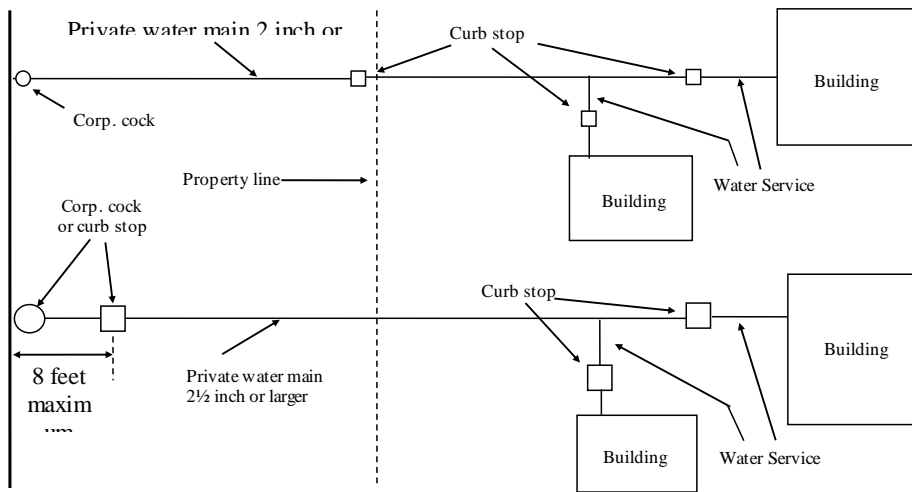 Private water main 2 inch or
Curb stop
Building
Corp. cock
Property line
Water Service
Building
Corp. cock
or curb stop
Curb stop
Building
8 feet
maxim
um
Private water main
2½ inch or larger
Water Service
Building